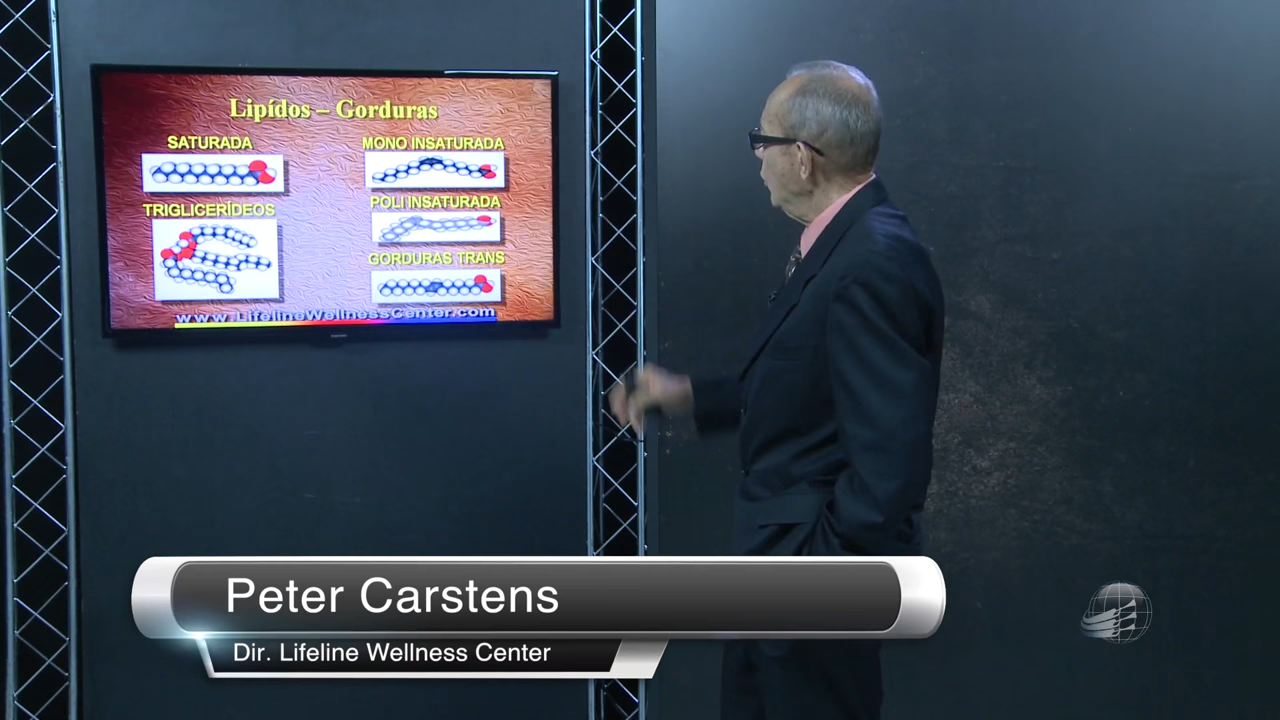 Lipídos – Gorduras
SATURADA
MONO INSATURADA
TRIGLICERÍDEOS
POLI INSATURADA
GORDURAS TRANS
www.LifelineWellnessCenter.com
Peter Carstens
Dir. Lifeline Wellness Center